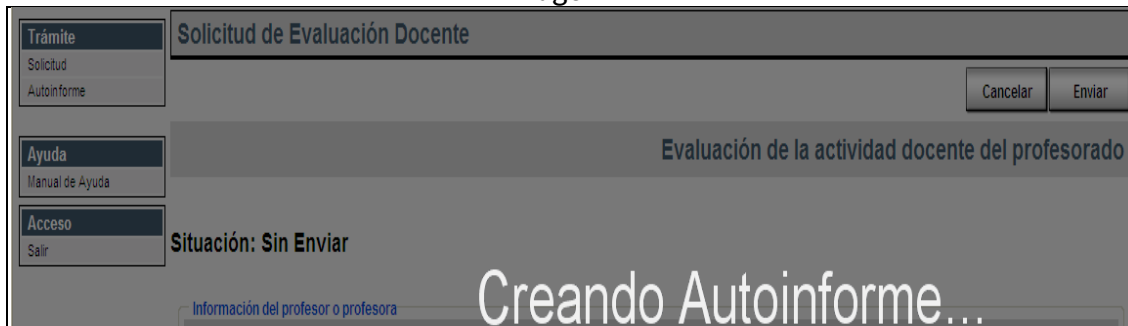 Trámite
Solicitud
Autoinforme
Ayuda
Manual de Ayuda
Acceso
Salir
Solicitud de Evaluación Docente
Cancelar
Enviar
Evaluación de la actividad docente del profesorado
Situación: Sin Enviar
Información del profesor o profesora
Creando Autoinforme...